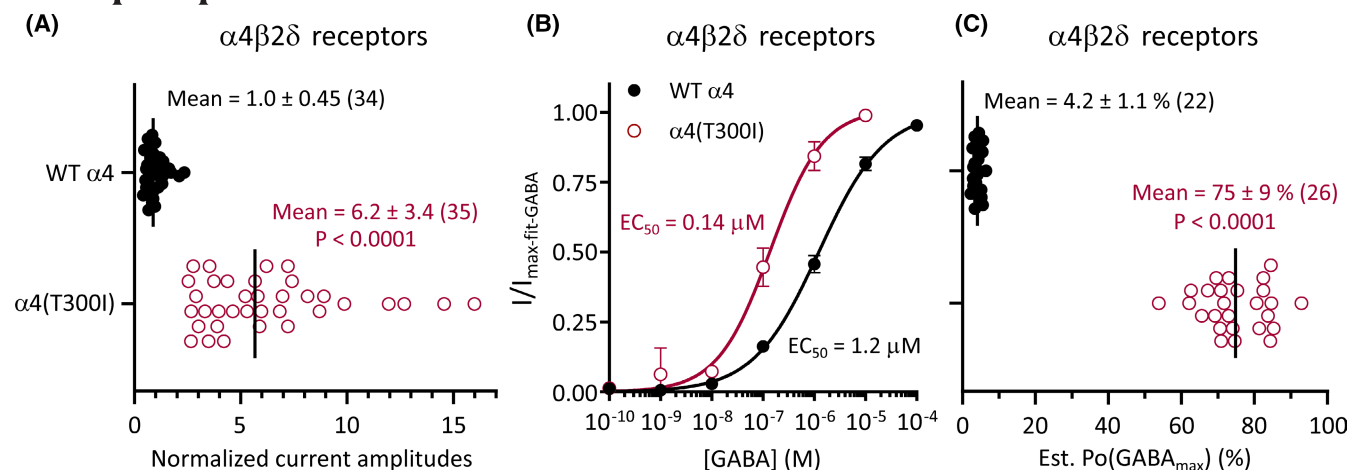 (A)
α4β2δ receptors
Mean = 1.0 ± 0.45 (34)
WT α4
Mean = 6.2 ± 3.4 (35)
P < 0.0001
α4(T300I)
0 5 10 15
Normalized current amplitudes
(B)
α4β2δ receptors
WT α4
α4(T300I)
1.00
0.75
0.50
0.25
0.00
I/Imax-fit-GABA
EC50 = 0.14 μM
EC50 = 1.2 μM
10-10 10-9 10-8 10-7 10-6 10-5 10-4
[GABA] (M)
(C)
α4β2δ receptors
Mean = 4.2 ± 1.1 % (22)
Mean = 75 ± 9 % (26)
P < 0.0001
0 20 40 60 80 100
Est. Po(GABAmax) (%)